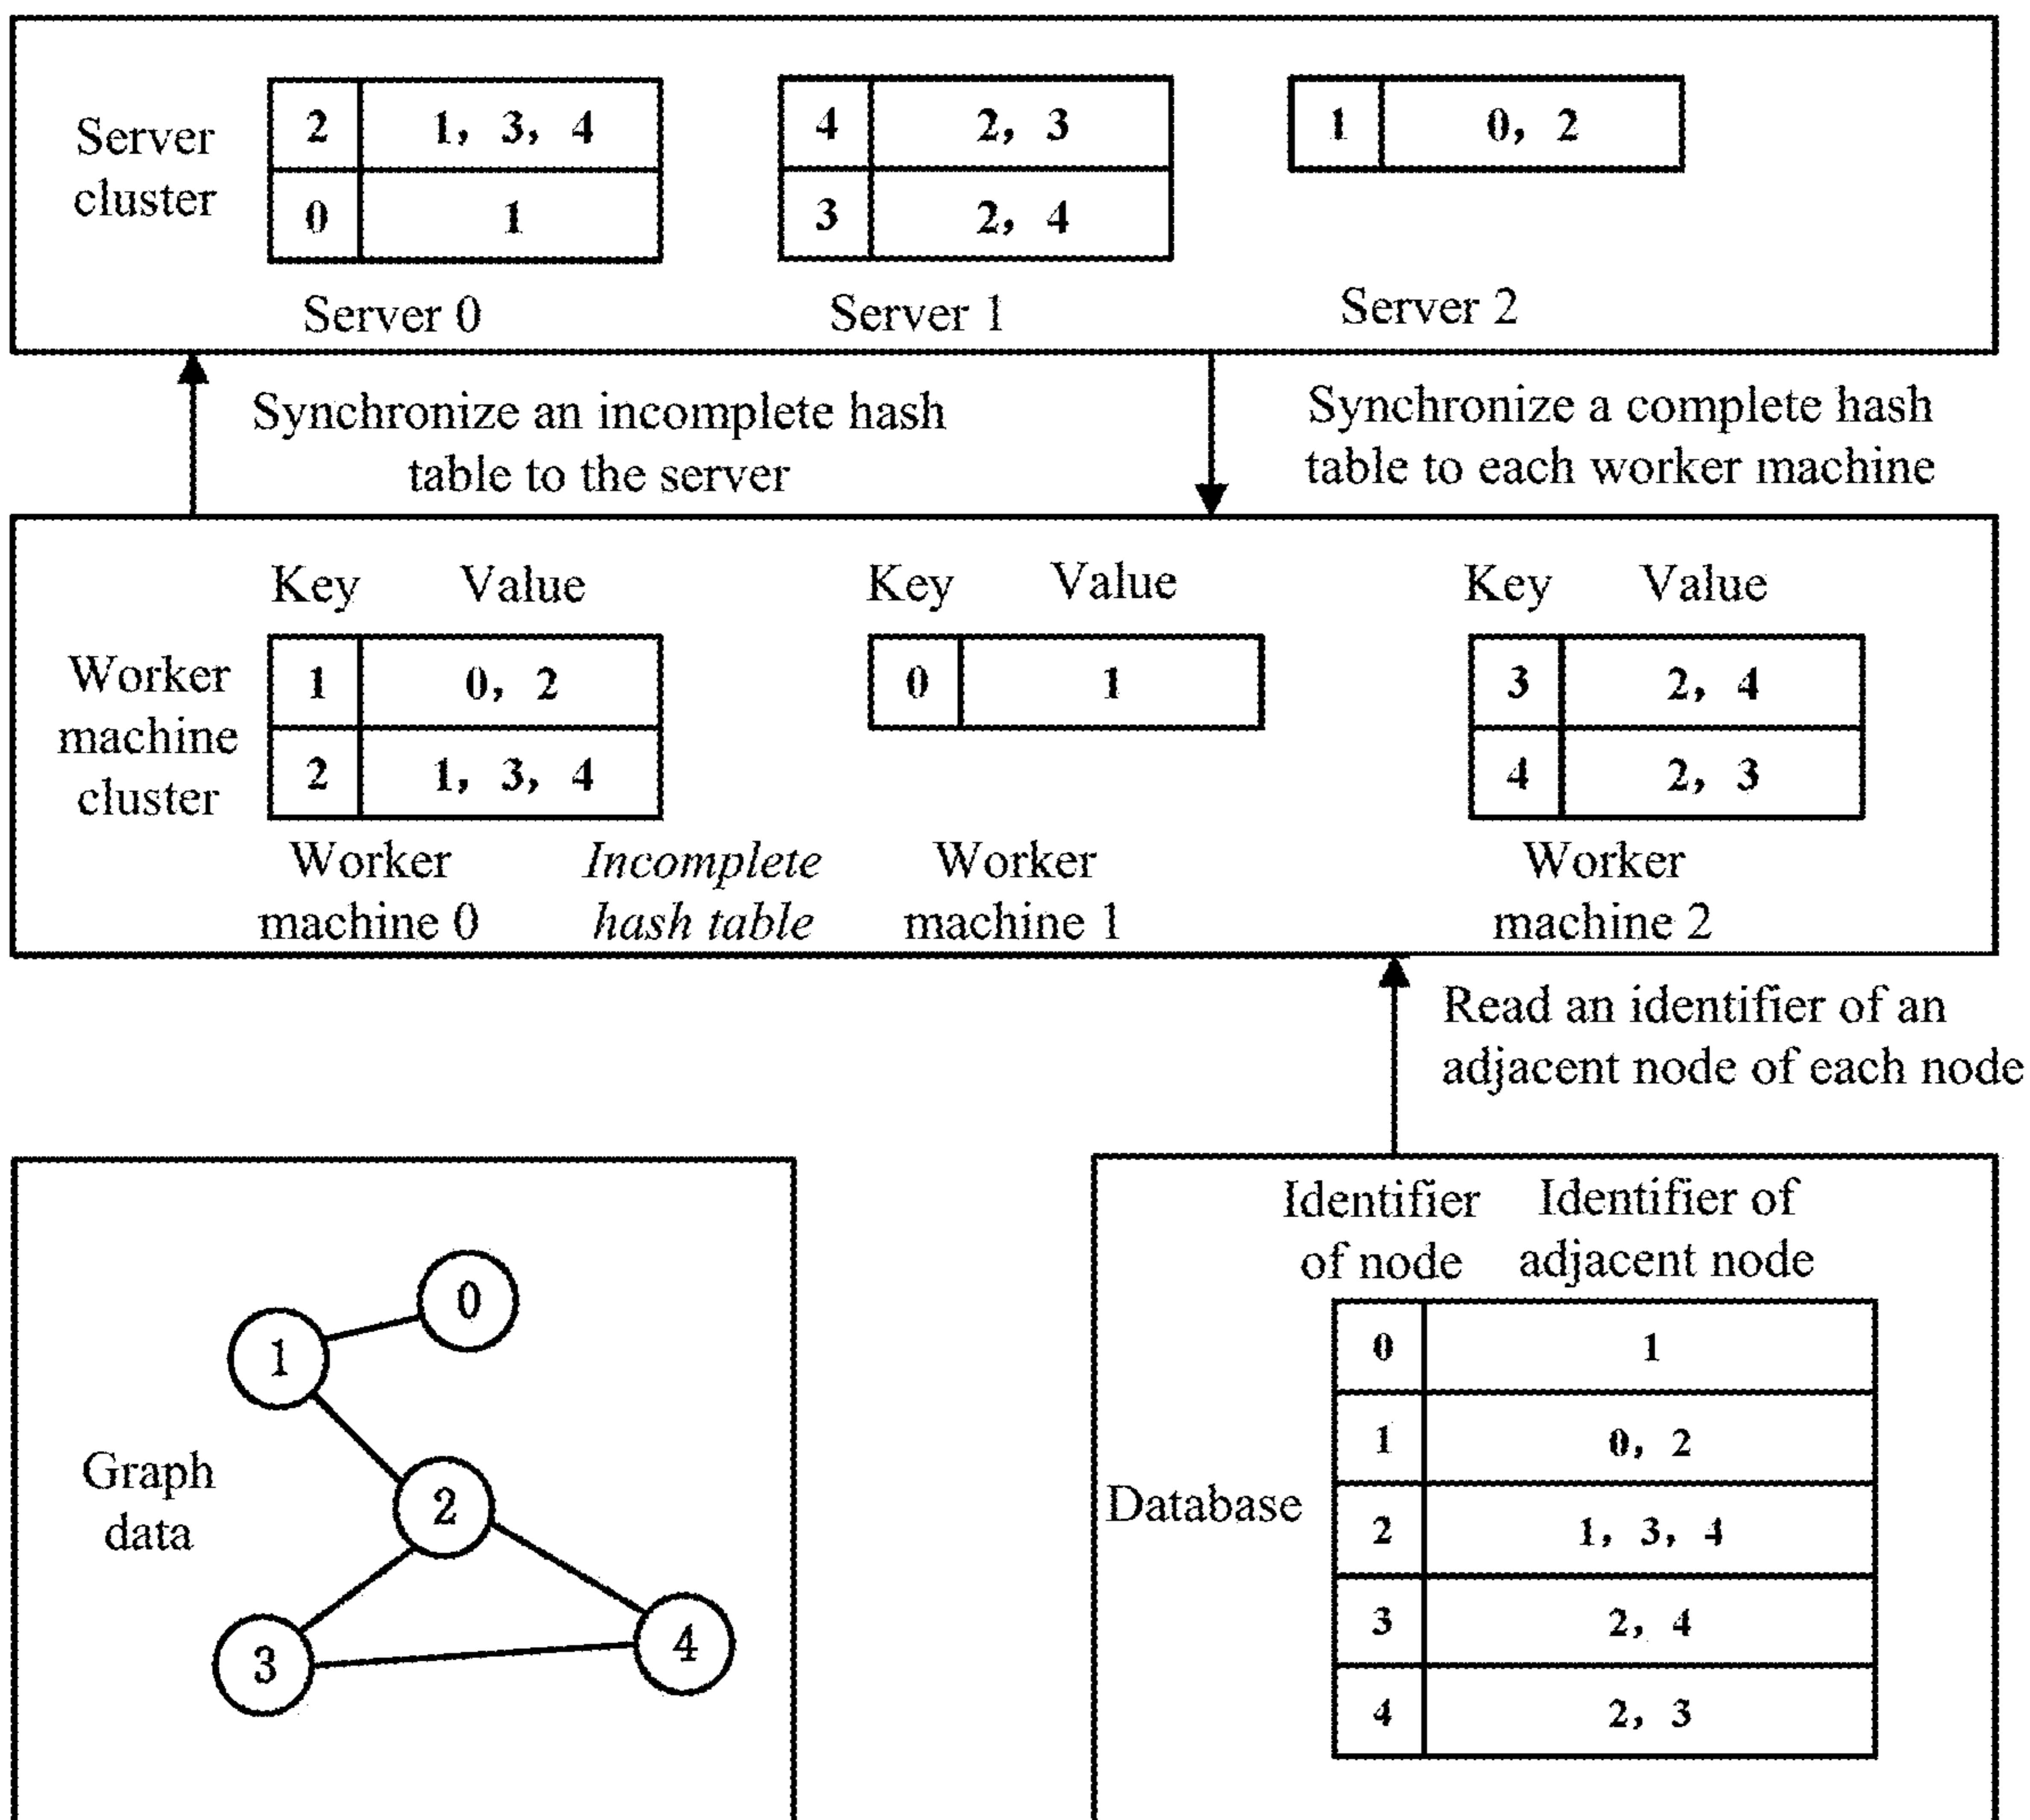 2 1, 3, 4
0 1
4 2, 3
3 2, 4
1 0, 2
Server
cluster
Server 0
Server 1
Server 2
Synchronize an incomplete hash
table to the server
Synchronize a complete hash
table to each worker machine
Key Value
1 0, 2
2 1, 3, 4
Key Value
0 1
Key Value
3 2, 4
4 2, 3
Worker
machine
cluster
Worker
machine 0
Incomplete
hash table
Worker
machine 1
Worker
machine 2
Read an identifier of an
adjacent node of each node
Graph
data
0
1
2
3
4
Identifier
of node
Identifier of
adjacent node
Database
0 1
1 0, 2
2 1, 3, 4
3 2, 4
4 2, 3